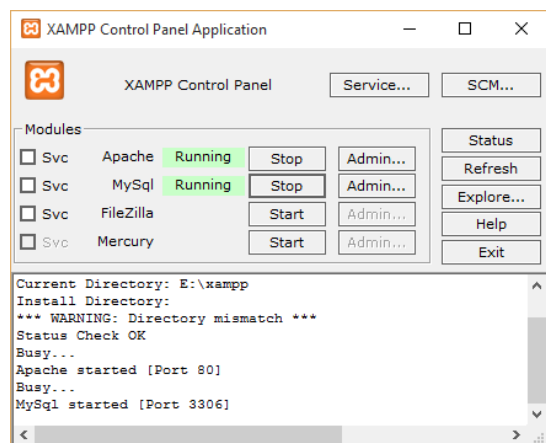 XAMPP Control Panel Application
XAMPP Control Panel Service... SCM...
Modules
Svc Apache Running Stop Admin...
Svc MySql Running Stop Admin...
Svc FileZilla Start Admin...
Svc Mercury Start Admin...
Status
Refresh
Explore...
Help
Exit
Current Directory: E:\xampp
Install Directory:
*** WARNING: Directory mismatch ***
Status Check OK
Busy...
Apache started [Port 80]
Busy...
MySql started [Port 3306]